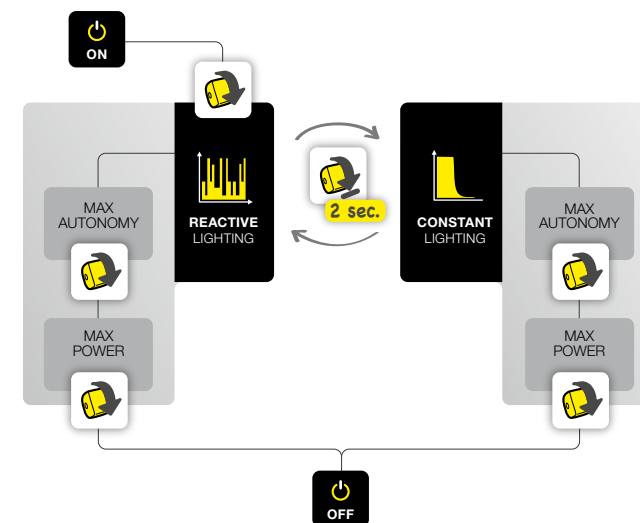 ON
MAX
AUTONOMY
MAX
POWER
REACTIVE
LIGHTING
2 sec.
CONSTANT
LIGHTING
MAX
AUTONOMY
MAX
POWER
OFF